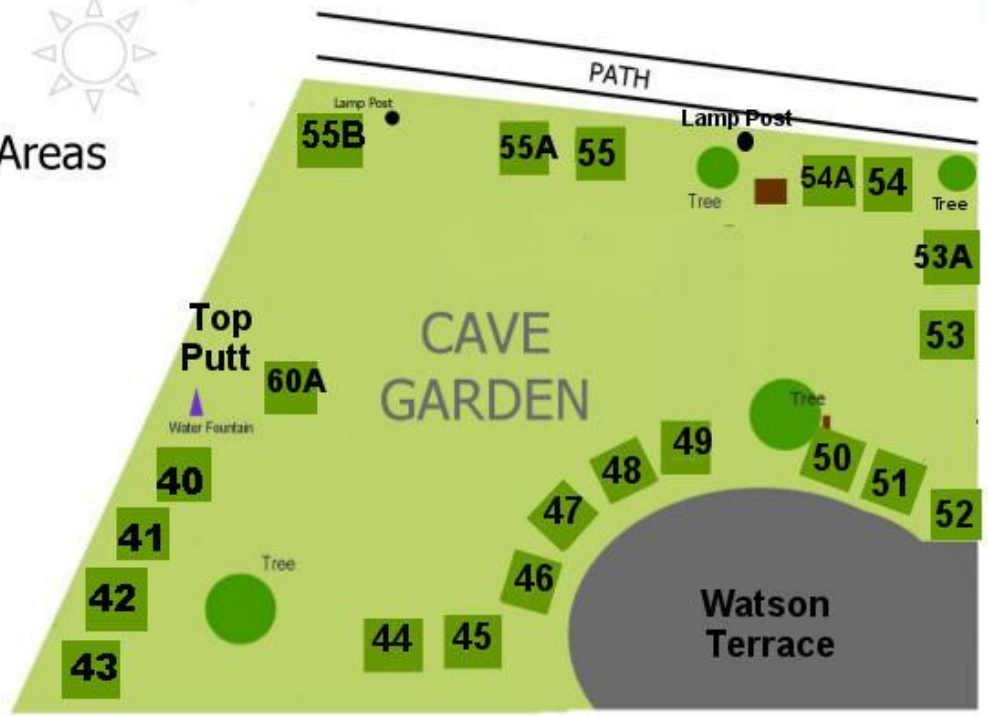 PATH
Lamp Post
Lamp Post
Areas
55B
55A
55
54A
54
Tree
Tree
53A
Top
Putt
CAVE
GARDEN
53
60A
Tree
Water Fountain
49
50
48
51
40
47
52
41
Tree
46
42
Watson
Terrace
44
45
43